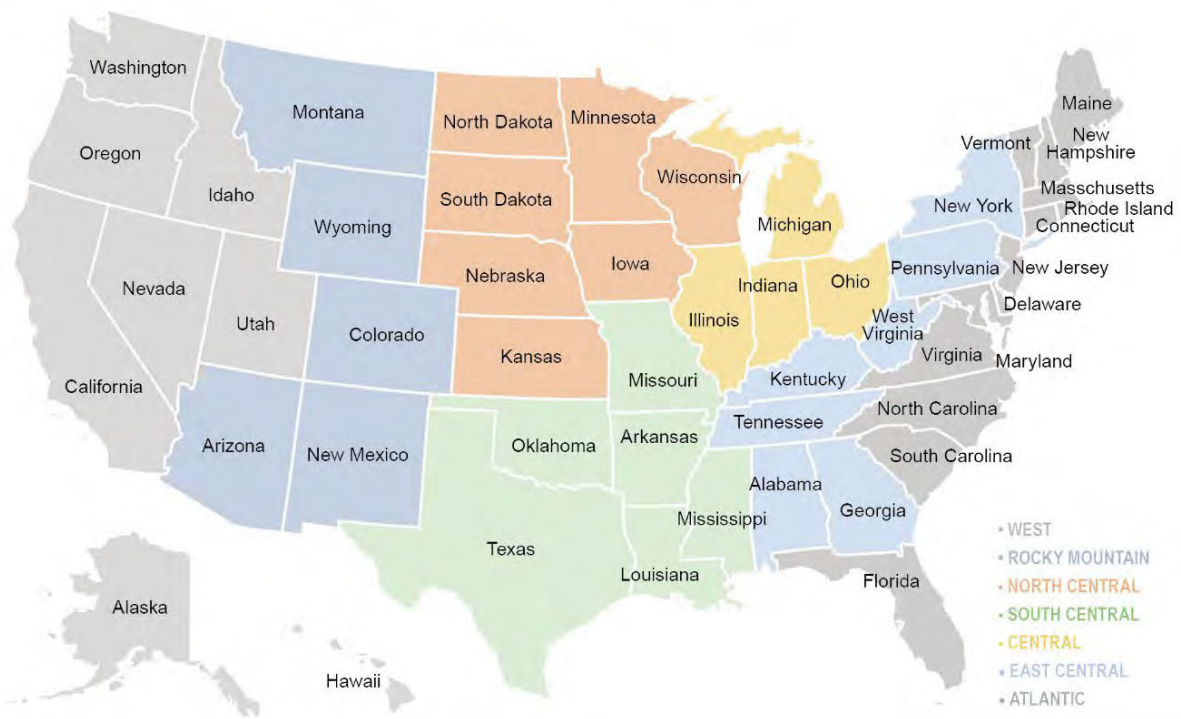 Washington
Montana
North Dakota
Minnesota
Maine
Oregon
Vermont
New
Hampshire
Idaho
South Dakota
Wisconsin
Masschusetts
Wyoming
Michigan
New York
Rhode Island
Connecticut
Nebraska
Iowa
Pennsylvania
New Jersey
Nevada
Indiana
Ohio
Delaware
Utah
Colorado
Illinois
West
Virginia
Kansas
Virginia
Maryland
California
Missouri
Kentucky
Arizona
New Mexico
Oklahoma
Arkansas
Tennessee
North Carolina
South Carolina
Alabama
Georgia
Mississippi
Texas
Louisiana
Florida
Alaska
Hawaii
• WEST
• ROCKY MOUNTAIN
• NORTH CENTRAL
• SOUTH CENTRAL
• CENTRAL
• EAST CENTRAL
• ATLANTIC